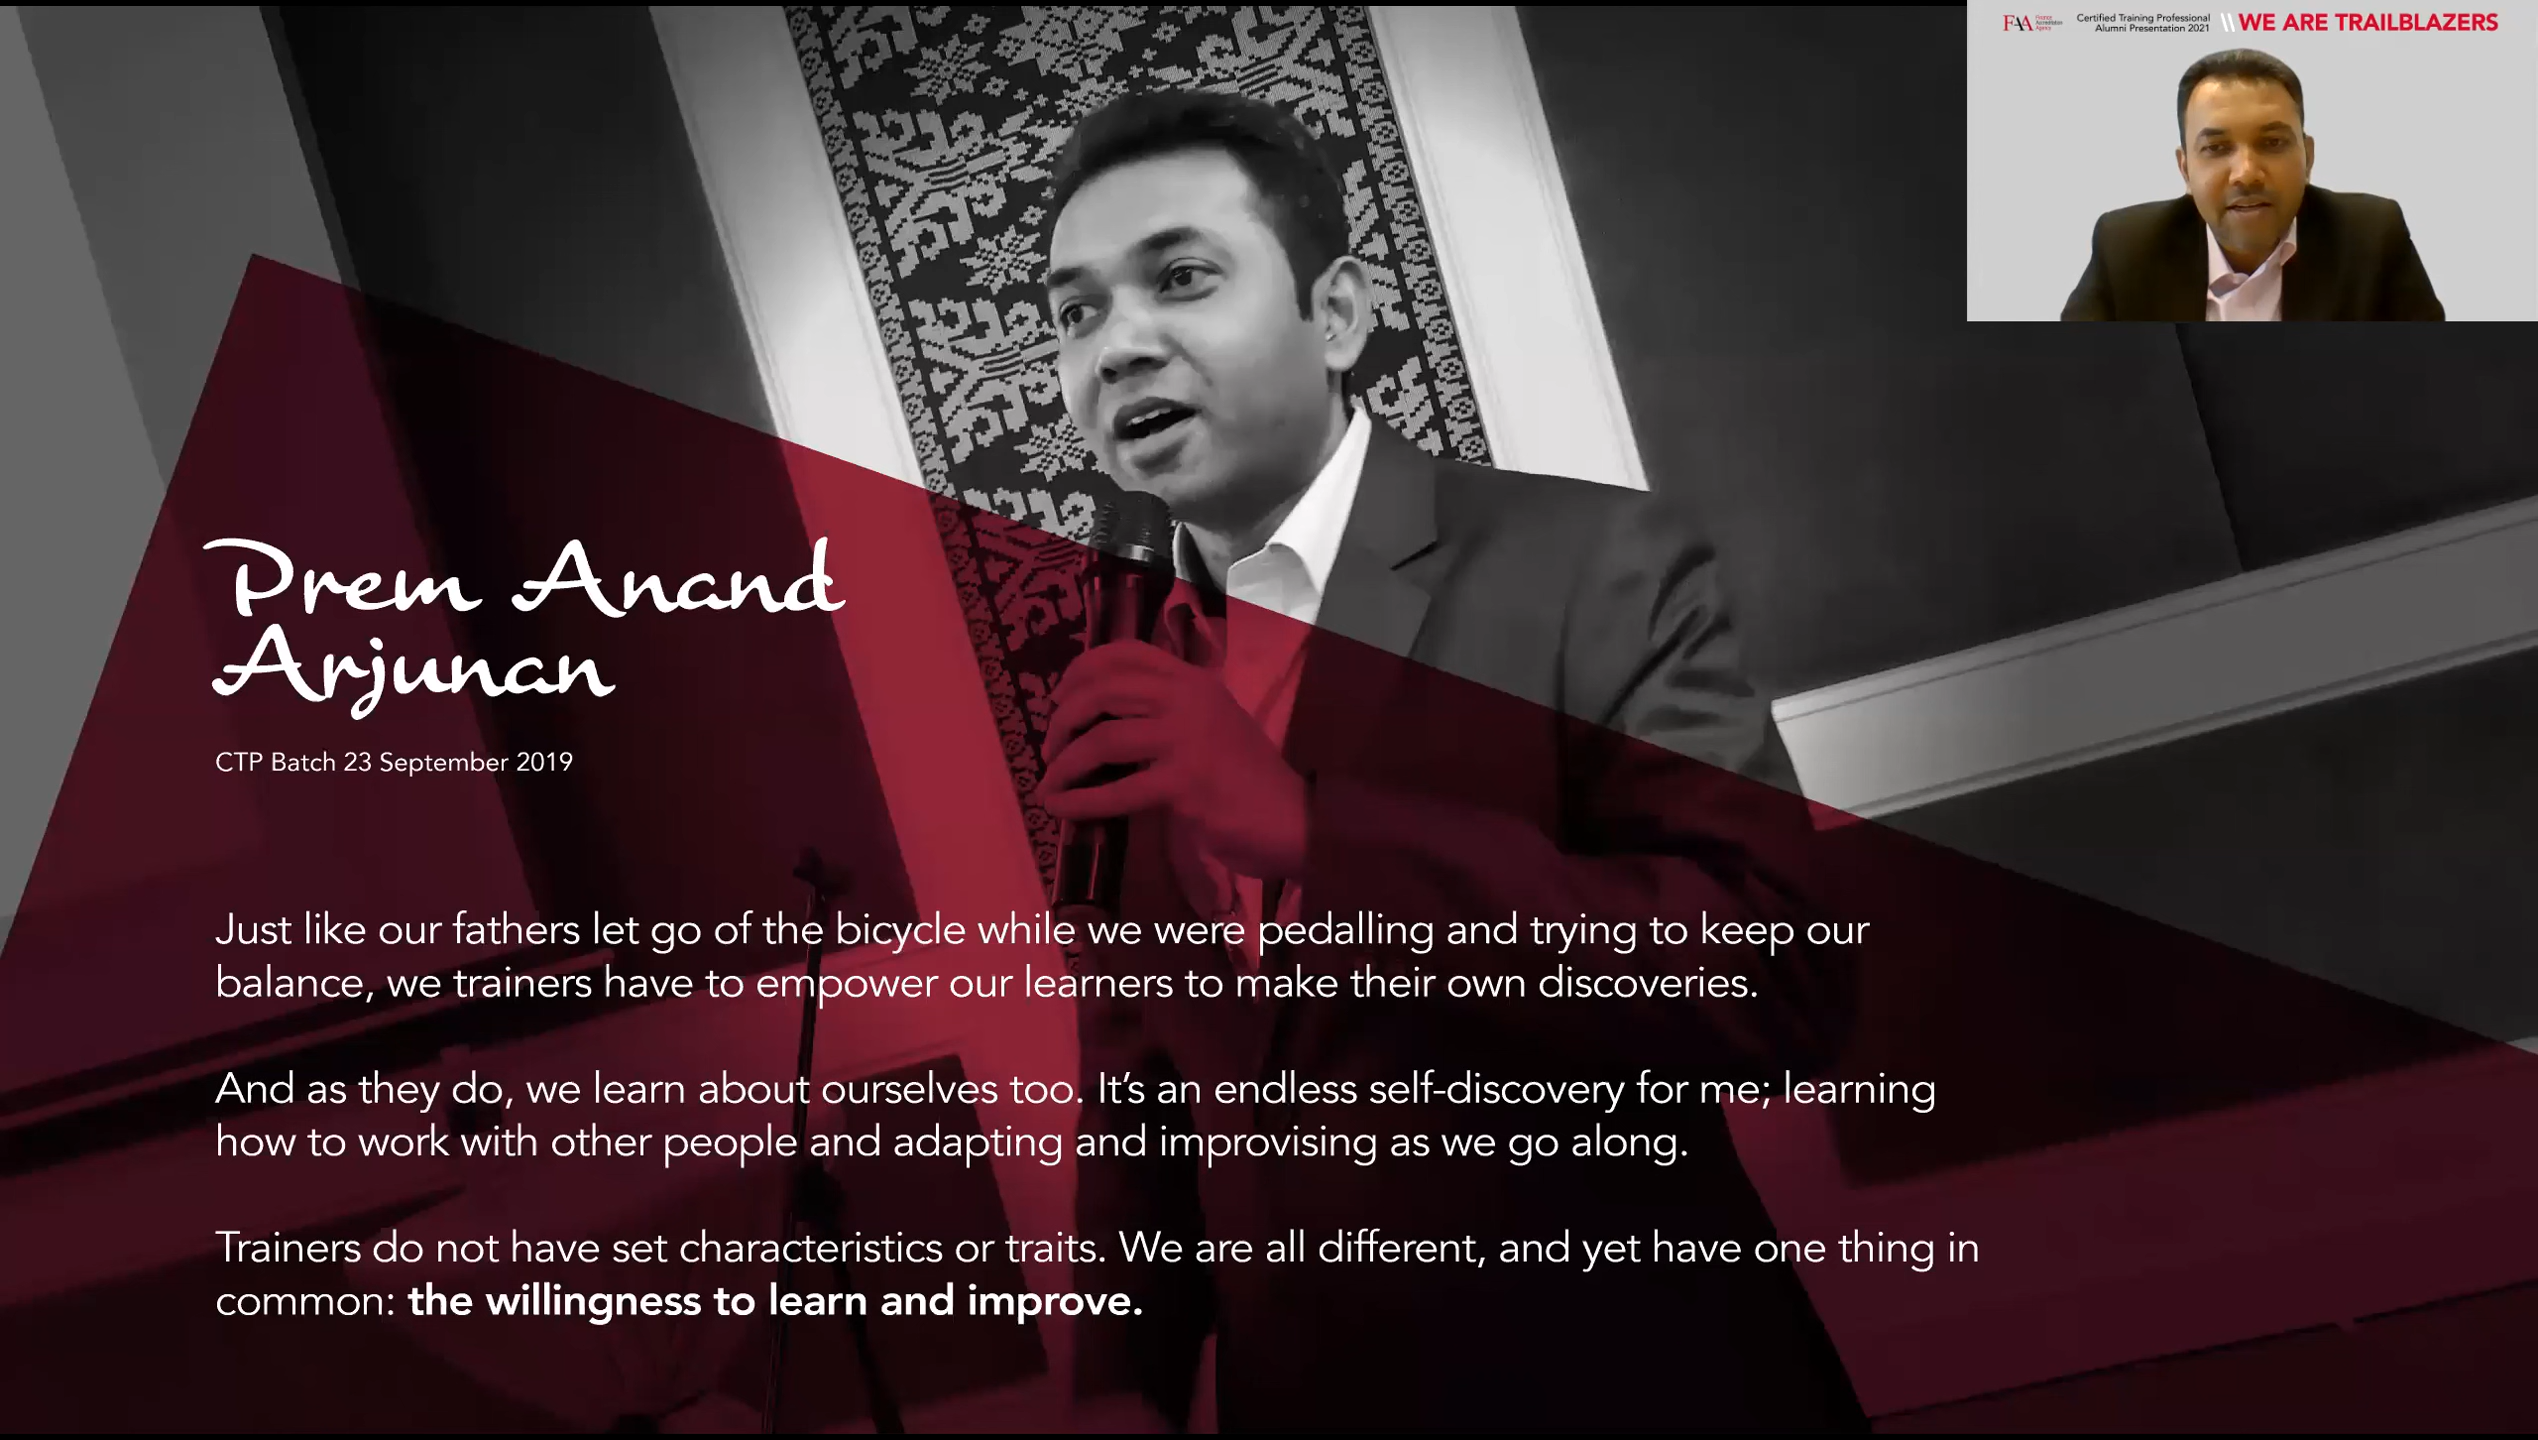 FAA Finance
Accreditation
Agency
Certified Training Professional
Alumni Presentation 2021
\\ WE ARE TRAILBLAZERS
Prem Anand
Arjunan
CTP Batch 23 September 2019
Just like our fathers let go of the bicycle while we were pedalling and trying to keep our
balance, we trainers have to empower our learners to make their own discoveries.
And as they do, we learn about ourselves too. It’s an endless self-discovery for me; learning
how to work with other people and adapting and improvising as we go along.
Trainers do not have set characteristics or traits. We are all different, and yet have one thing in
common: the willingness to learn and improve.